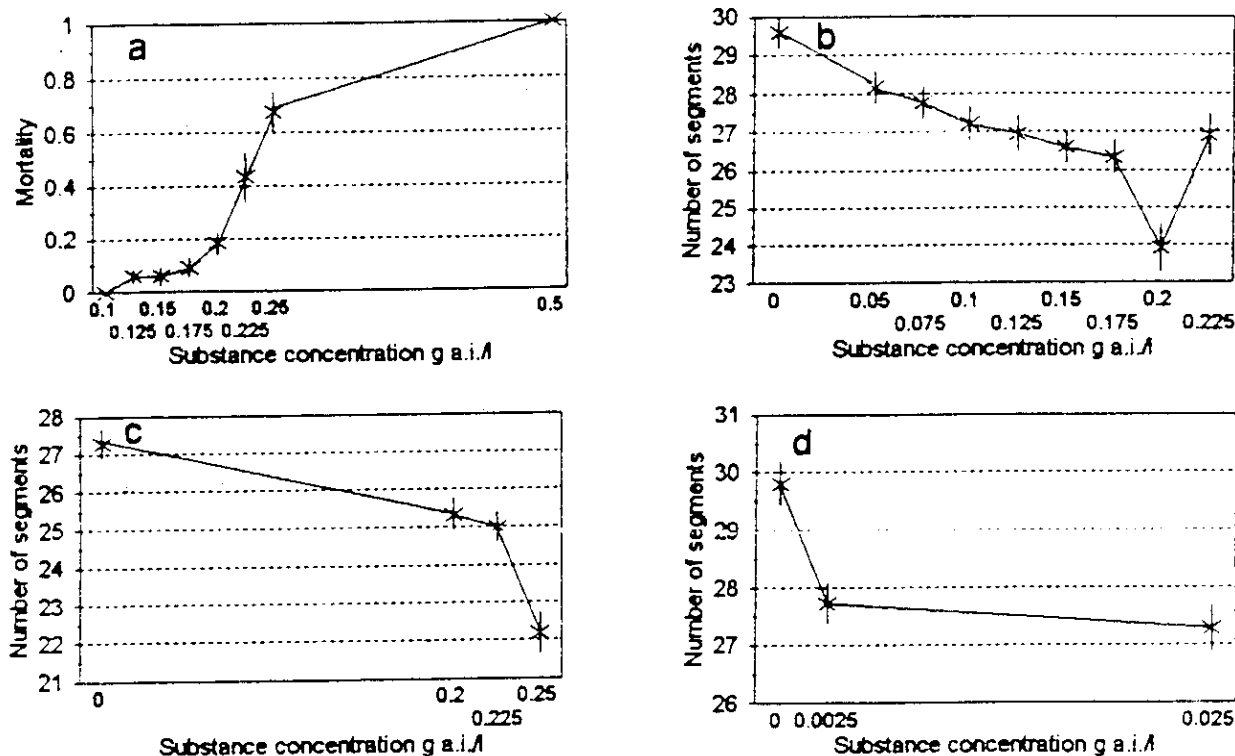 a
Mortality
1
0.8
0.6
0.4
0.2
0
0.1 0.15 0.2 0.25 0.5
0.125 0.175 0.225
Substance concentration g a.i./l
b
Number of segments
30
29
28
27
26
25
24
23
0 0.05 0.1 0.15 0.2
0.075 0.125 0.175 0.225
Substance concentration g a.i./l
c
Number of segments
28
27
26
25
24
23
22
21
0 0.2 0.25
0.225
Substance concentration g a.i./l
d
Number of segments
31
30
29
28
27
26
0 0.0025 0.025
Substance concentration g a.i./l